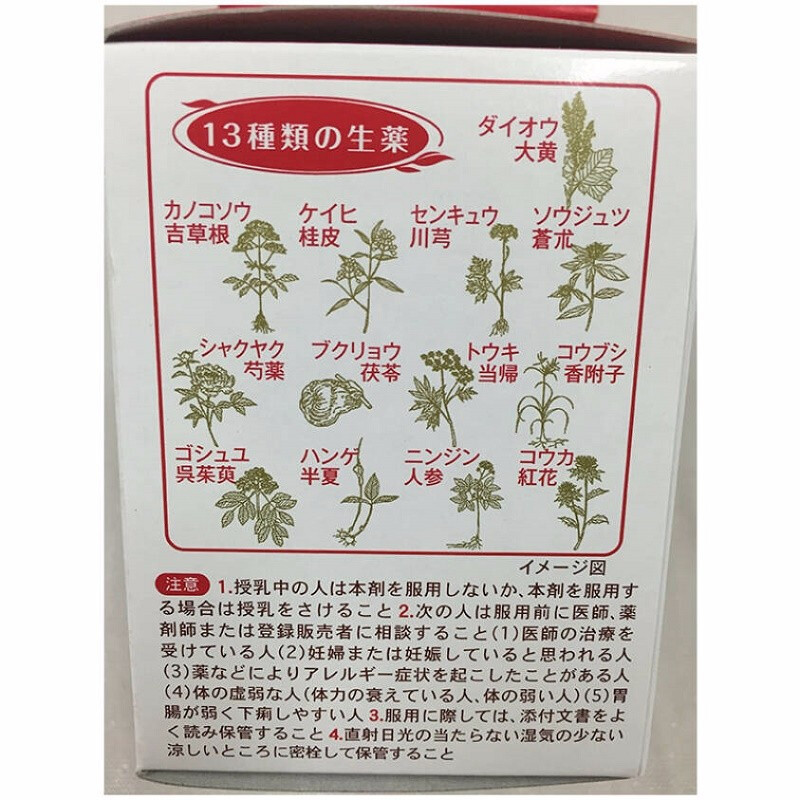 13種類の生薬
ダイオウ
大黄
カノコソウ
吉草根
ケイヒ
桂皮
センキュウ
川芎
ソウジュツ
蒼朮
シャクヤク
芍薬
ブクリョウ
茯苓
トウキ
当帰
コウブシ
香附子
ゴシュユ
呉茱萸
ハンゲ
半夏
ニンジン
人参
コウカ
紅花
イメージ図
注意 1.授乳中の人は本剤を服用しないか、本剤を服用す
る場合は授乳をさけること 2.次の人は服用前に医師、薬
剤師または登録販売者に相談すること(1)医師の治療を
受けている人(2)妊婦または妊娠していると思われる人
(3)薬などによりアレルギー症状を起こしたことがある人
(4)体の虚弱な人(体力の衰えている人、体の弱い人)(5)胃
腸が弱く下痢しやすい人 3.服用に際しては、添付文書をよ
く読み保管すること 4.直射日光の当たらない湿気の少ない
涼しいところに密栓して保管すること